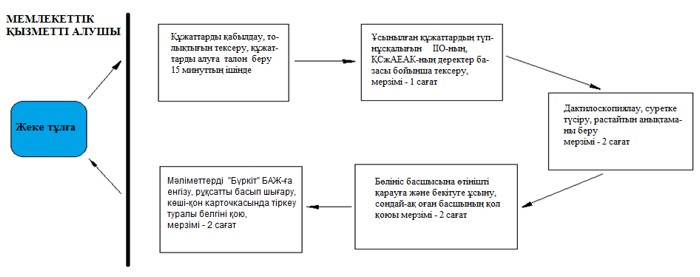 МЕМЛЕКЕТТІК
ҚЫЗМЕТТІ АЛУШЫ
Жеке тұлға
Құжаттарды қабылдау, то-
лықтығын тексеру, құжат-
тарды алуға талон беру
15 минуттың ішінде
Ұсынылған құжаттардың түп-
нұсқалығын ІІО-ның,
ҚСжАЕАК-ның деректер ба-
засы бойынша тексеру,
мерзімі - 1 сағат
Дактилоскопиялау, суретке
түсіру, растайтын анықтама-
ны беру
мерзімі - 2 сағат
Бөлініс басшысына өтінішті
қарауға және бекітуге ұсыну,
сондай-ақ оған басшының қол
қоюы мерзімі - 2 сағат
Мәліметтерді "Бүркіт" БАЖ-ға
енгізу, рұқсатты басып шығару,
көші-қон карточкасында тіркеу
туралы белгіні қою,
мерзімі - 2 сағат